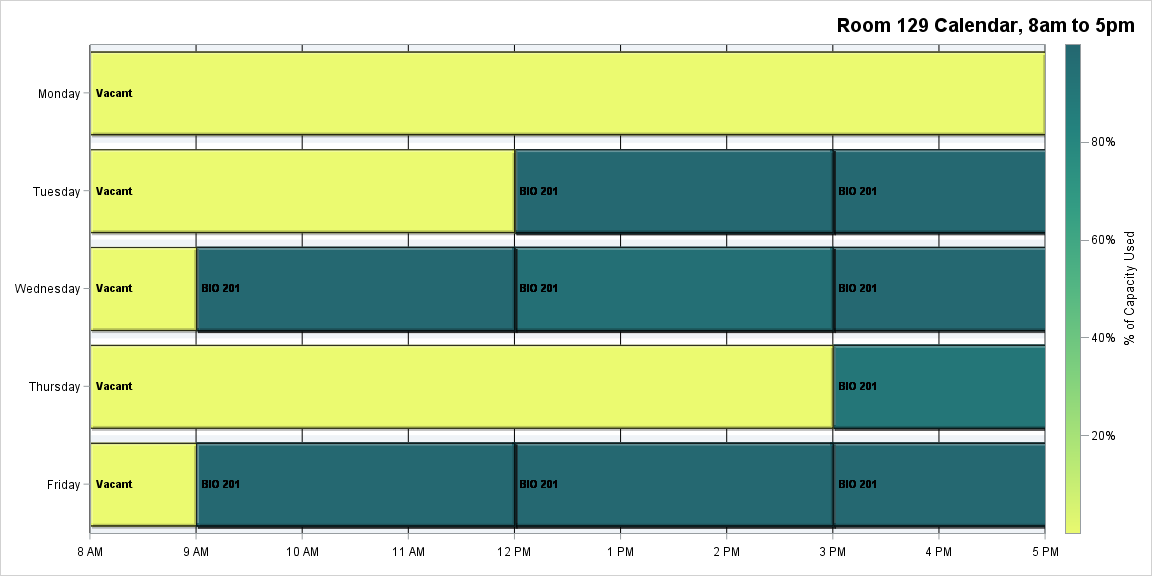 Room 129 Calendar, 8am to 5pm
Monday
Vacant
Tuesday
Vacant
BIO 201
BIO 201
Wednesday
Vacant
BIO 201
BIO 201
BIO 201
Thursday
Vacant
BIO 201
Friday
Vacant
BIO 201
BIO 201
BIO 201
8 AM
9 AM
10 AM
11 AM
12 PM
1 PM
2 PM
3 PM
4 PM
5 PM
80%
60%
40%
20%
% of Capacity Used